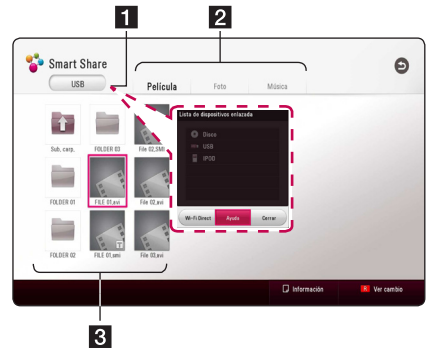 1
2
Smart Share
USB
Película
Foto
Música
Lista de dispositivos enlazada
Disco
USB
IPOD
Sub. carp.
FOLDER 03
File 02,SMI
FOLDER 01
FILE 01,avi
File 02,avi
Wi-Fi Direct
Ayuda
Cerrar
FOLDER 02
FILE 01,smi
File 03,avi
Información
R Ver cambio
3